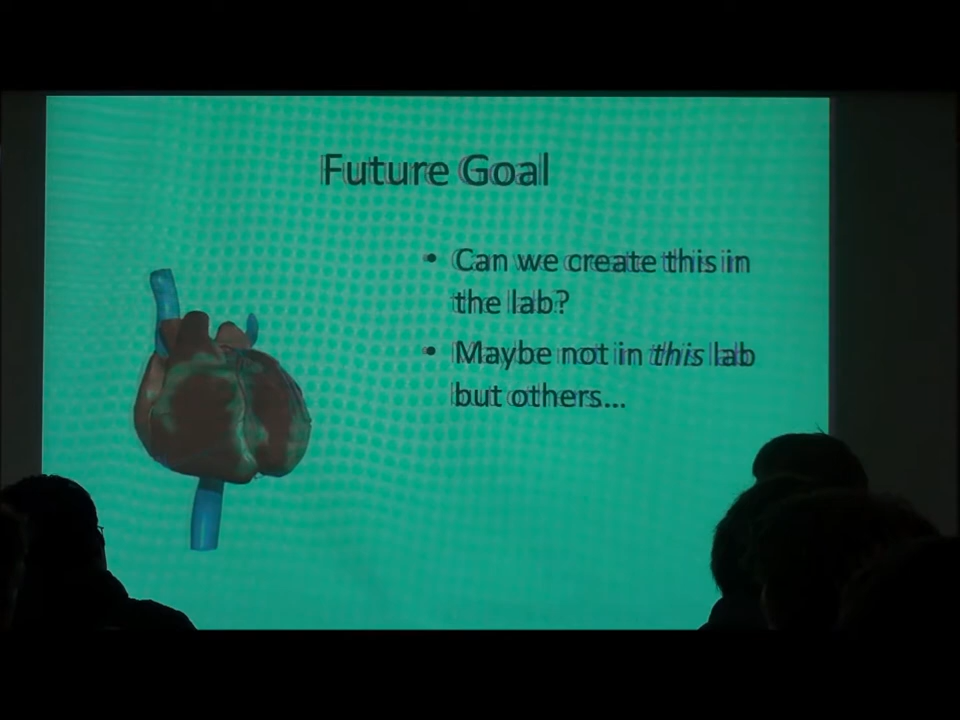 Future Goal
• Can we create this in
the lab?
• Maybe not in this lab
but others...